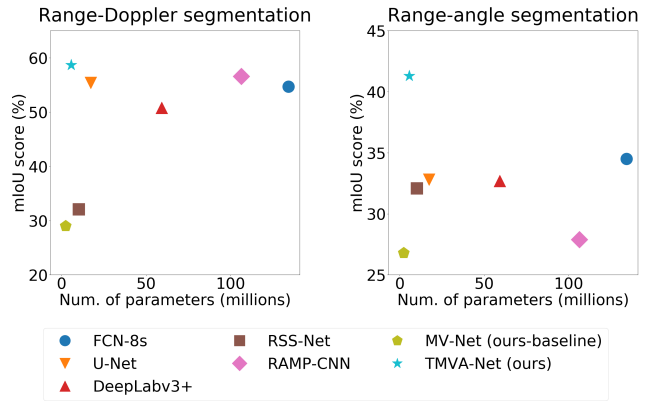 Range-Doppler segmentation
Range-angle segmentation
mIoU score (%)
60
50
40
30
20
0
50
100
Num. of parameters (millions)
mIoU score (%)
45
40
35
30
25
0
50
100
Num. of parameters (millions)
FCN-8s
U-Net
DeepLabv3+
RSS-Net
RAMP-CNN
MV-Net (ours-baseline)
TMVA-Net (ours)